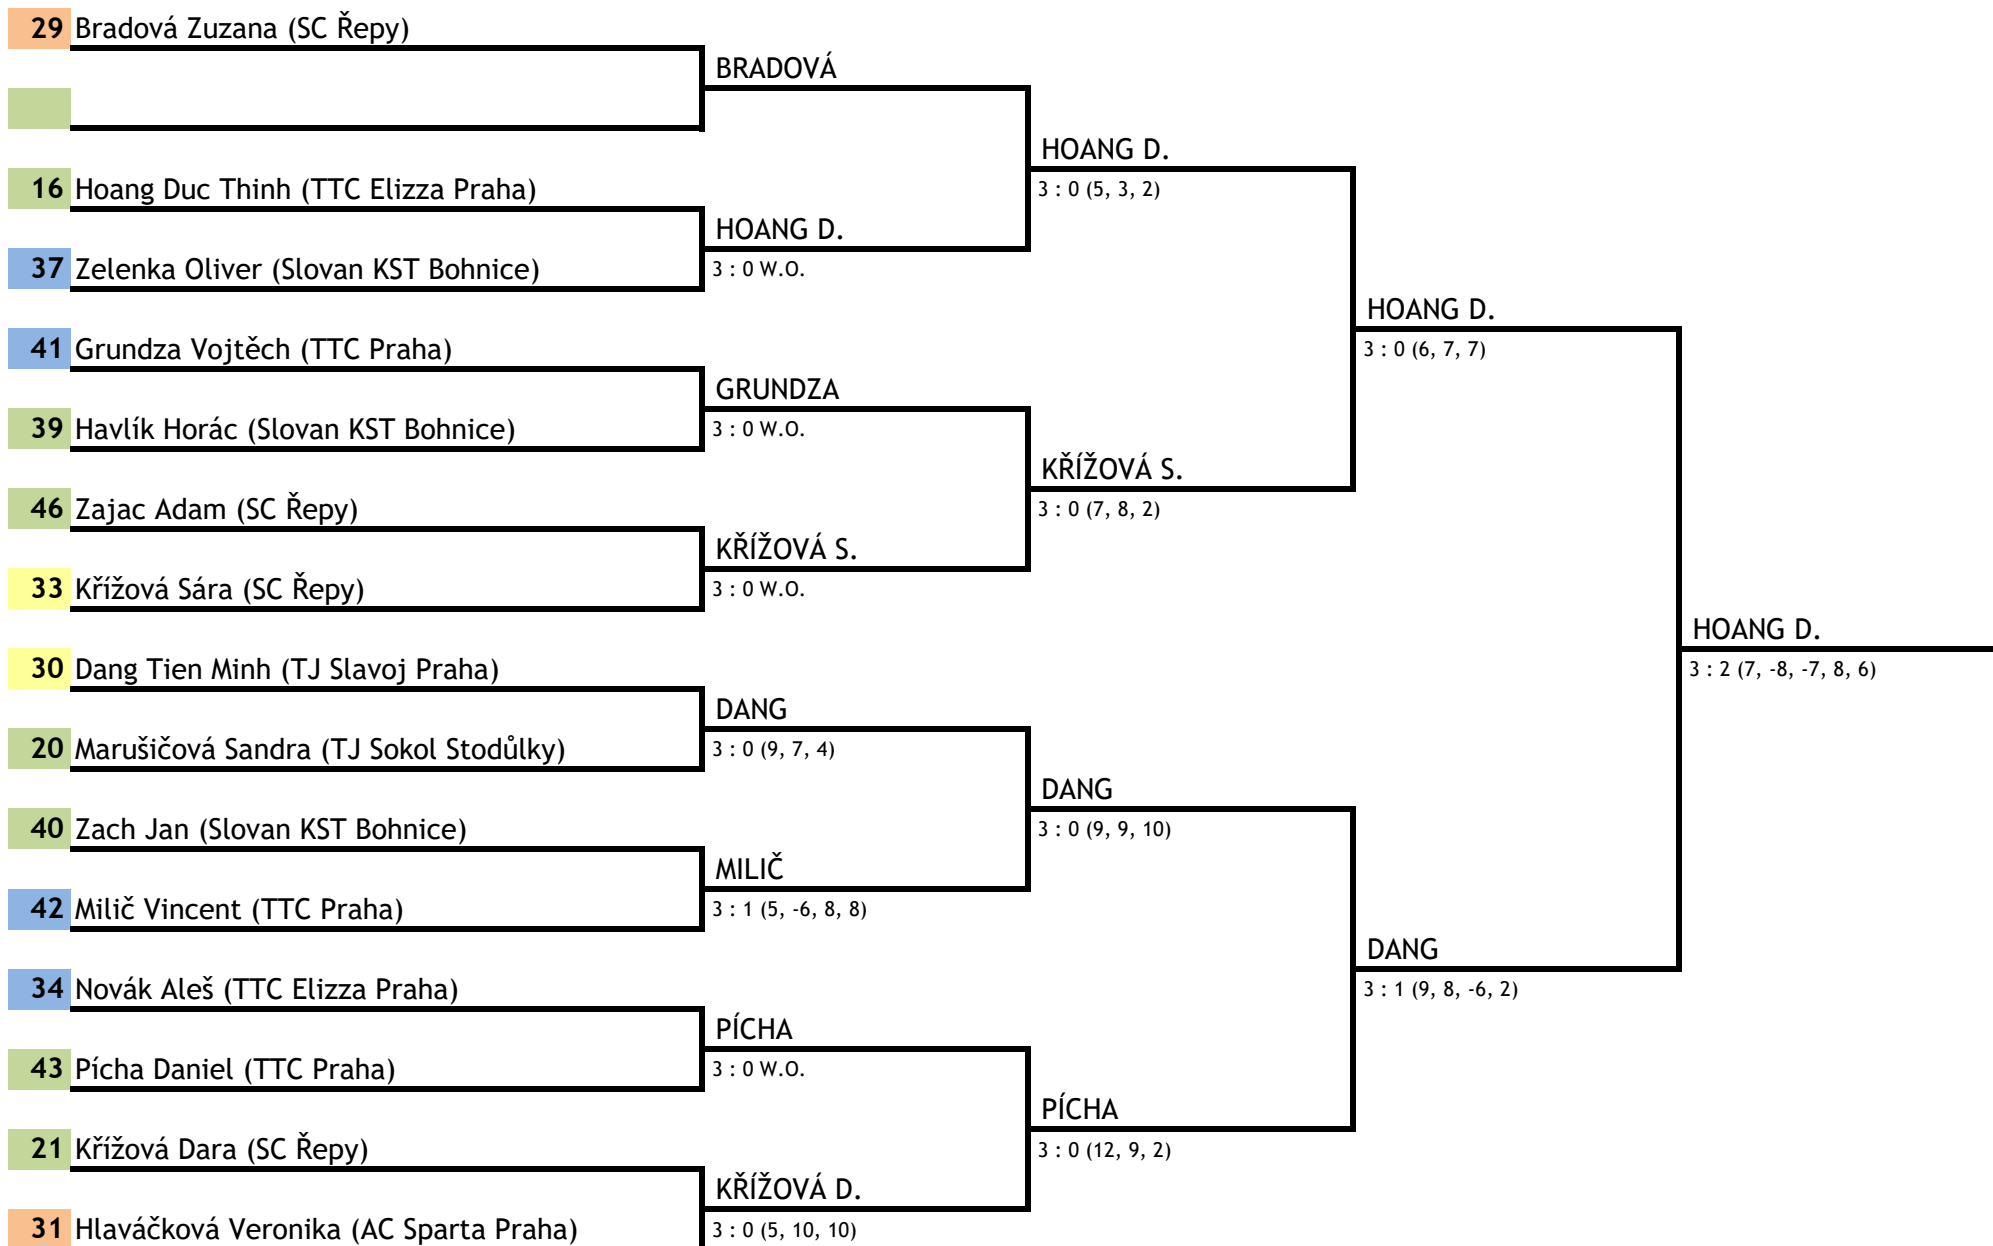 29 Bradová Zuzana (SC Řepy)
BRADOVÁ
HOANG D.
16 Hoang Duc Thinh (TTC Elizza Praha)
3 : 0 (5, 3, 2)
HOANG D.
37 Zelenka Oliver (Slovan KST Bohnice)
3 : 0 W.O.
HOANG D.
41 Grundza Vojtěch (TTC Praha)
3 : 0 (6, 7, 7)
GRUNDZA
39 Havlík Horác (Slovan KST Bohnice)
3 : 0 W.O.
KŘÍŽOVÁ S.
46 Zajac Adam (SC Řepy)
3 : 0 (7, 8, 2)
KŘÍŽOVÁ S.
33 Křížová Sára (SC Řepy)
3 : 0 W.O.
HOANG D.
30 Dang Tien Minh (TJ Slavoj Praha)
3 : 2 (7, -8, -7, 8, 6)
DANG
20 Marušičová Sandra (TJ Sokol Stodůlky)
3 : 0 (9, 7, 4)
DANG
40 Zach Jan (Slovan KST Bohnice)
3 : 0 (9, 9, 10)
MILIČ
42 Milič Vincent (TTC Praha)
3 : 1 (5, -6, 8, 8)
DANG
34 Novák Aleš (TTC Elizza Praha)
3 : 1 (9, 8, -6, 2)
PÍCHA
43 Pícha Daniel (TTC Praha)
3 : 0 W.O.
PÍCHA
21 Křížová Dara (SC Řepy)
3 : 0 (12, 9, 2)
KŘÍŽOVÁ D.
31 Hlaváčková Veronika (AC Sparta Praha)
3 : 0 (5, 10, 10)